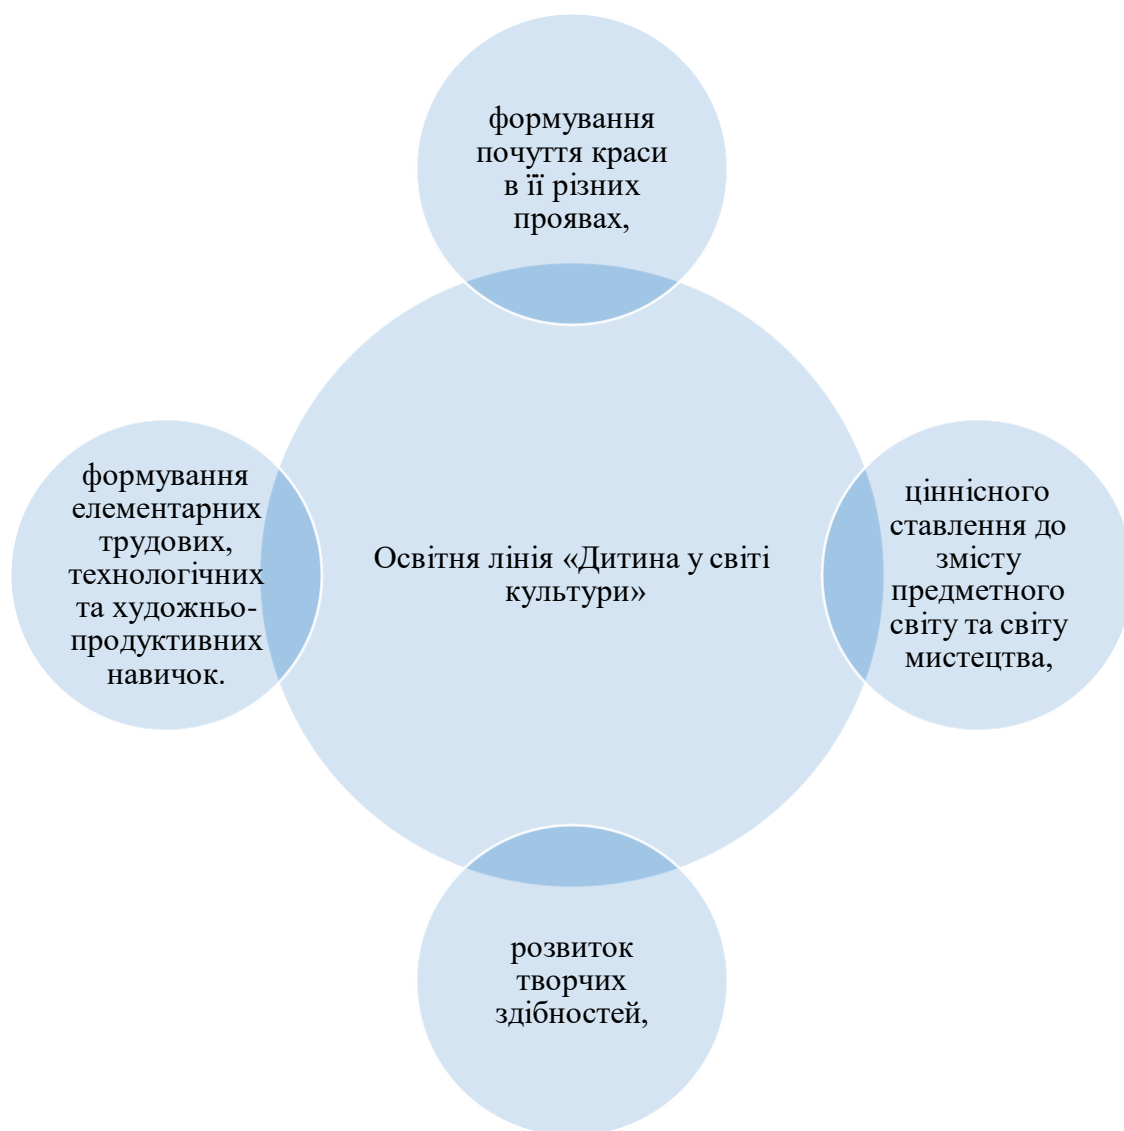 формування
почуття краси
в її різних
проявах,
ціннісного
ставлення до
змісту
предметного
світу та світу
мистецтва,
розвиток
творчих
здібностей,
формування
елементарних
трудових,
технологічних
та художньо-
продуктивних
навичок.
Освітня лінія «Дитина у світі
культури»